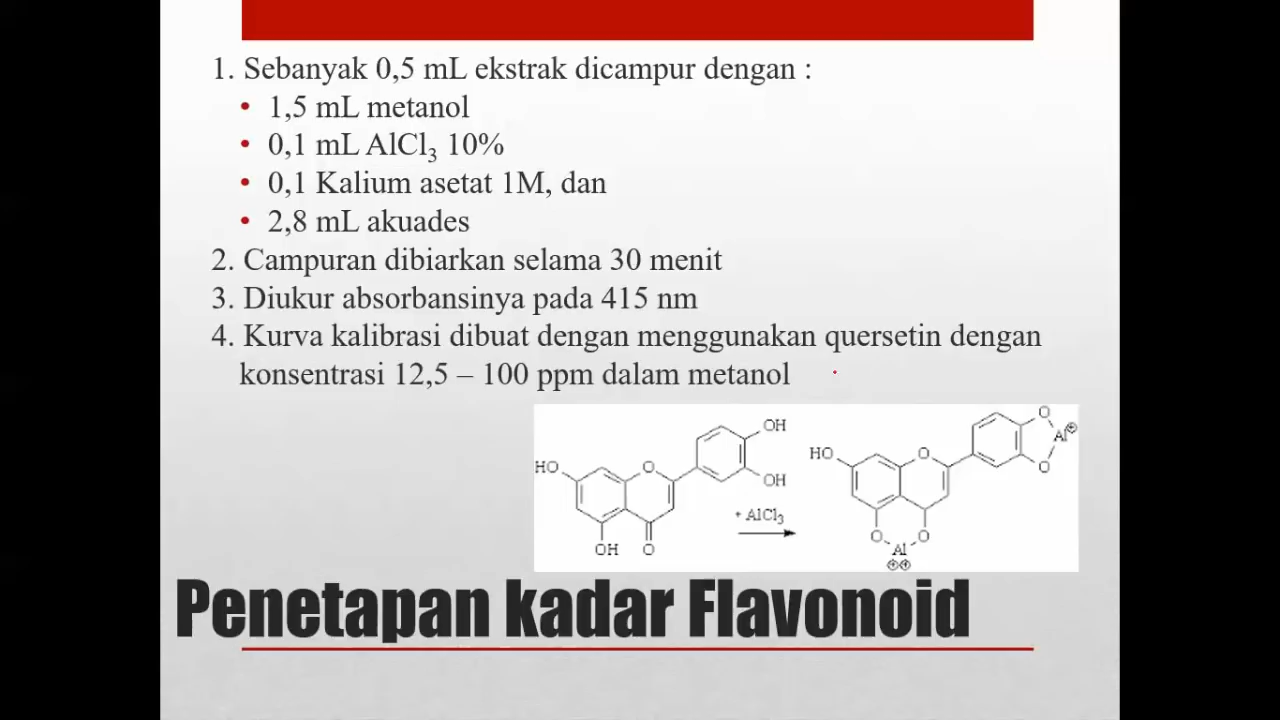 1. Sebanyak 0,5 mL ekstrak dicampur dengan :
• 1,5 mL metanol
• 0,1 mL AlCl₃ 10%
• 0,1 Kalium asetat 1M, dan
• 2,8 mL akuades
2. Campuran dibiarkan selama 30 menit
3. Diukur absorbansinya pada 415 nm
4. Kurva kalibrasi dibuat dengan menggunakan quersetin dengan
konsentrasi 12,5 – 100 ppm dalam metanol
OH
HO O
OH
OH O
+ AlCl₃
O
Al⊕
HO O
O
O O
Al
⊕⊕
Penetapan kadar Flavonoid